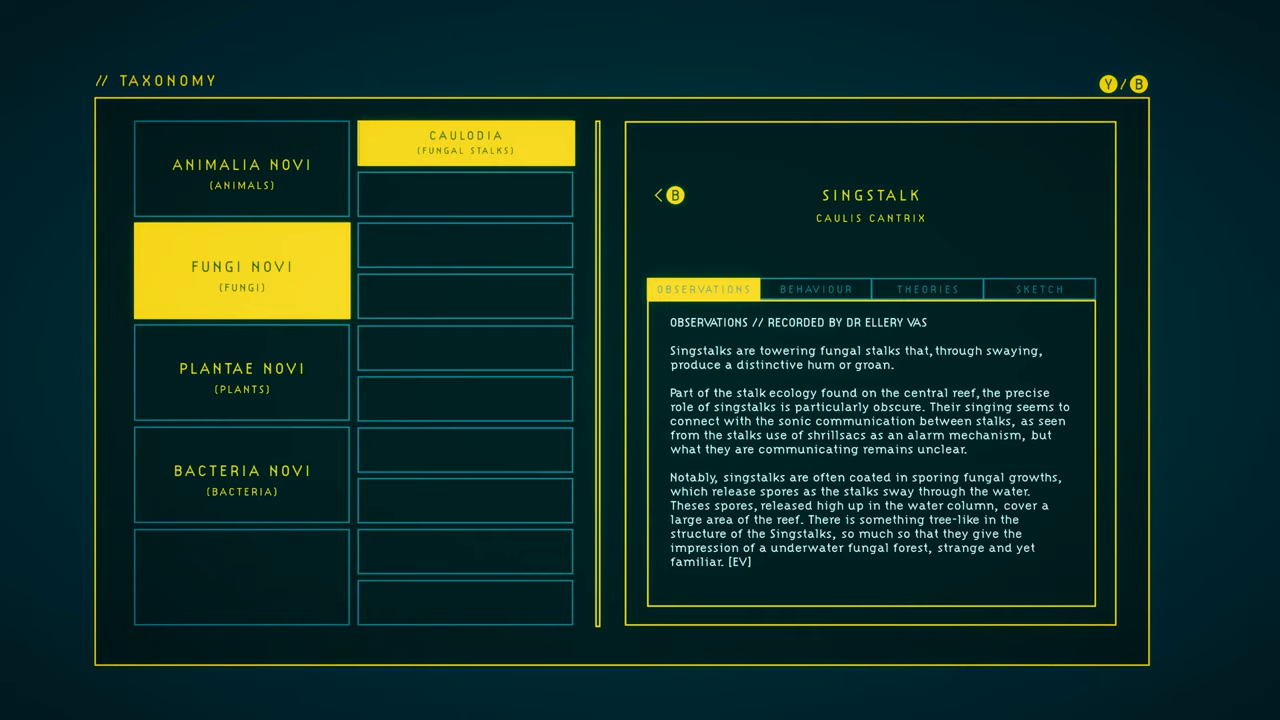 // TAXONOMY
Y / B
ANIMALIA NOVI
(ANIMALS)
FUNGI NOVI
(FUNGI)
PLANTAE NOVI
(PLANTS)
BACTERIA NOVI
(BACTERIA)
CAULODIA
(FUNGAL STALKS)
< B
SINGSTALK
CAULIS CANTRIX
OBSERVATIONS BEHAVIOUR THEORIES SKETCH
OBSERVATIONS // RECORDED BY DR ELLERY VAS
Singstalks are towering fungal stalks that, through swaying,
produce a distinctive hum or groan.
Part of the stalk ecology found on the central reef, the precise
role of singstalks is particularly obscure. Their singing seems to
connect with the sonic communication between stalks, as seen
from the stalks use of shrillsacs as an alarm mechanism, but
what they are communicating remains unclear.
Notably, singstalks are often coated in sporing fungal growths,
which release spores as the stalks sway through the water.
Theses spores, released high up in the water column, cover a
large area of the reef. There is something tree-like in the
structure of the Singstalks, so much so that they give the
impression of a underwater fungal forest, strange and yet
familiar. [EV]